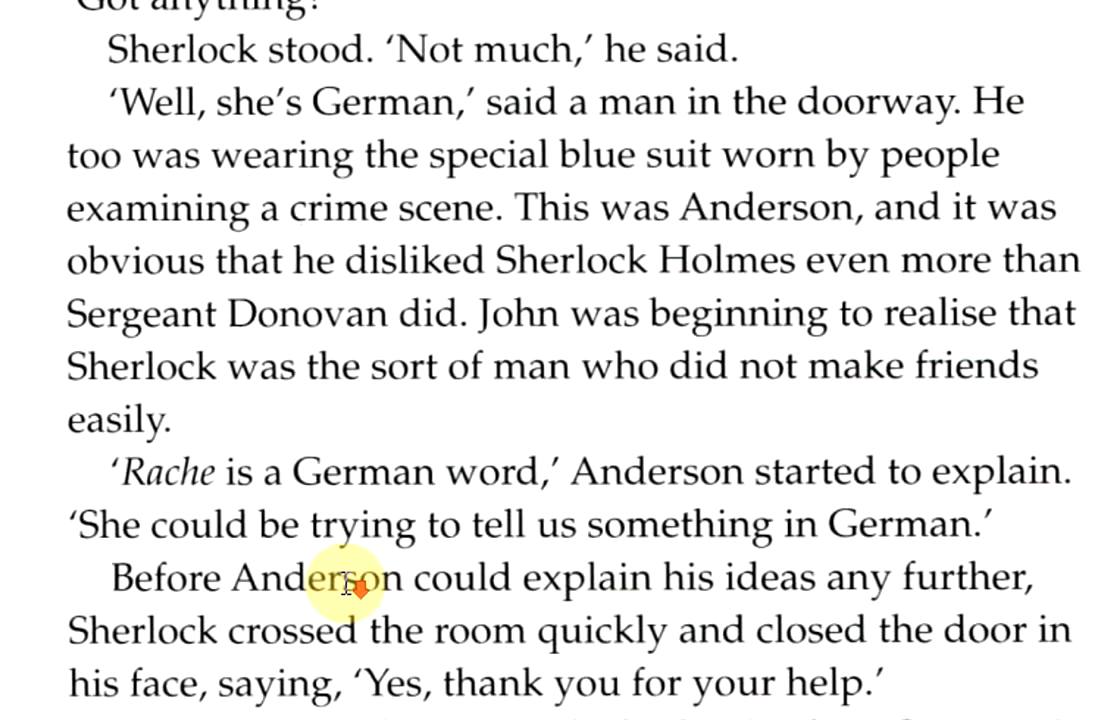 'Got anything?'
Sherlock stood. 'Not much,' he said.
'Well, she's German,' said a man in the doorway. He
too was wearing the special blue suit worn by people
examining a crime scene. This was Anderson, and it was
obvious that he disliked Sherlock Holmes even more than
Sergeant Donovan did. John was beginning to realise that
Sherlock was the sort of man who did not make friends
easily.
'Rache is a German word,' Anderson started to explain.
'She could be trying to tell us something in German.'
Before Anderson could explain his ideas any further,
Sherlock crossed the room quickly and closed the door in
his face, saying, 'Yes, thank you for your help.'